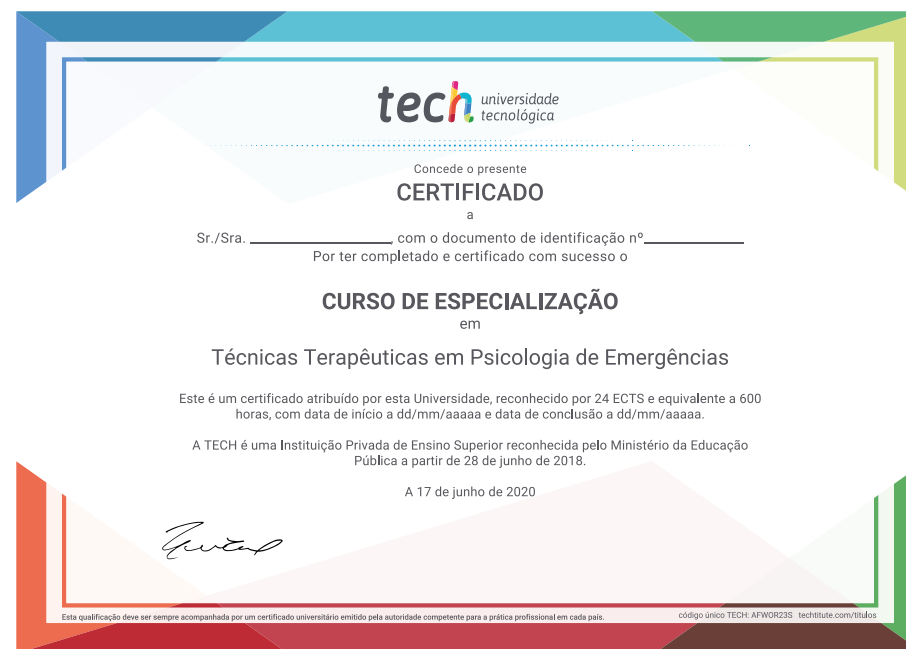 tech universidade
tecnológica
Concede o presente
CERTIFICADO
a
Sr./Sra. ____________________, com o documento de identificação nº______________
Por ter completado e certificado com sucesso o
CURSO DE ESPECIALIZAÇÃO
em
Técnicas Terapêuticas em Psicologia de Emergências
Este é um certificado atribuído por esta Universidade, reconhecido por 24 ECTS e equivalente a 600
horas, com data de início a dd/mm/aaaaa e data de conclusão a dd/mm/aaaaa.
A TECH é uma Instituição Privada de Ensino Superior reconhecida pelo Ministério da Educação
Pública a partir de 28 de junho de 2018.
A 17 de junho de 2020
Esta qualificação deve ser sempre acompanhada por um certificado universitário emitido pela autoridade competente para a prática profissional em cada país.
código único TECH: AFWOR23S techtitute.com/titulos